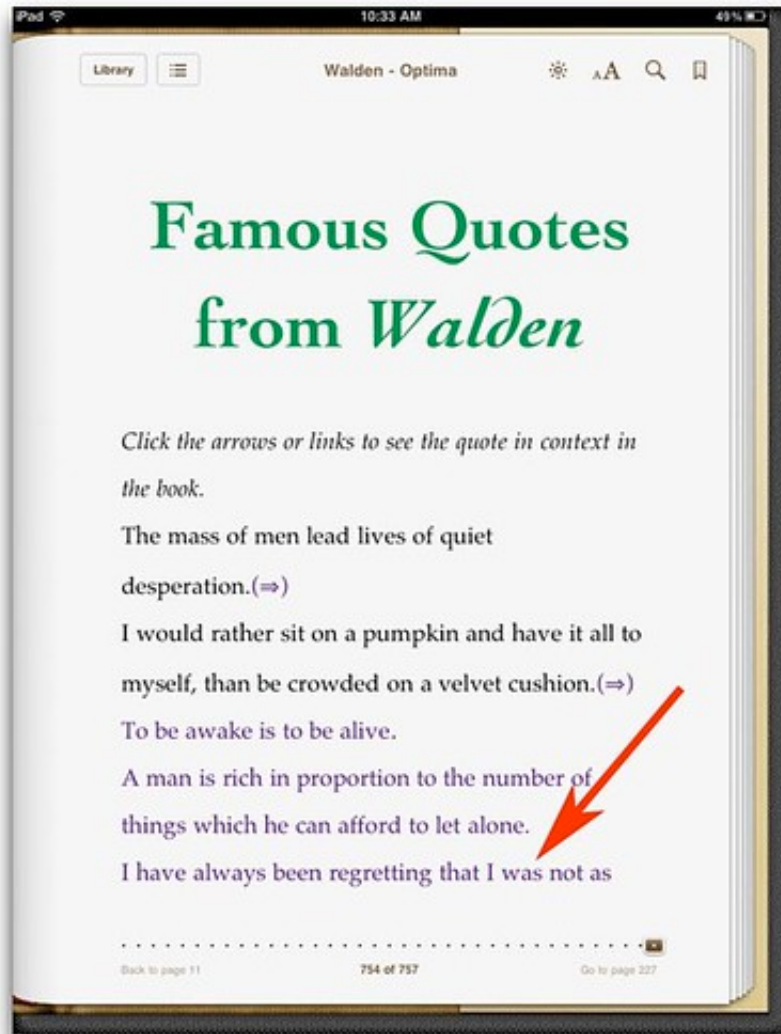 iPad 10:33 AM 49%
Library Walden - Optima AA
Famous Quotes
from Walden
Click the arrows or links to see the quote in context in
the book.
The mass of men lead lives of quiet
desperation.(⇒)
I would rather sit on a pumpkin and have it all to
myself, than be crowded on a velvet cushion.(⇒)
To be awake is to be alive.
A man is rich in proportion to the number of
things which he can afford to let alone.
I have always been regretting that I was not as
Back to page 11 754 of 757 Go to page 227